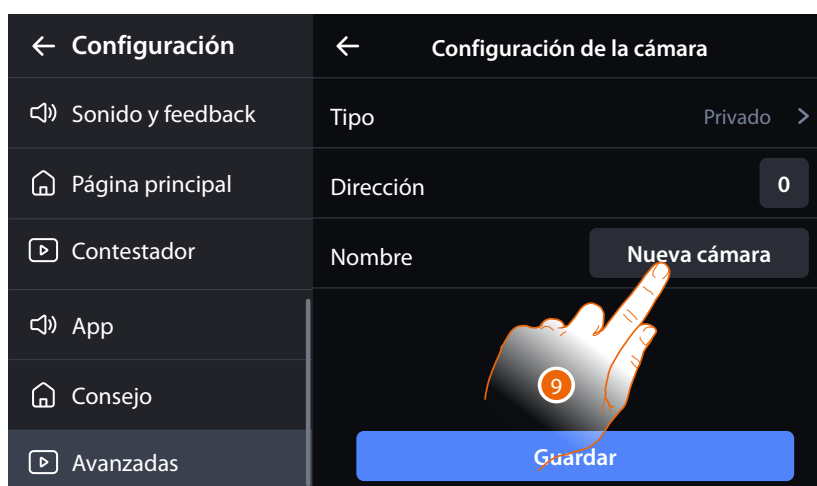 Configuración
Sonido y feedback
Página principal
Contestador
App
Consejo
Avanzadas
Configuración de la cámara
Tipo Privado
Dirección 0
Nombre Nueva cámara
9
Guardar